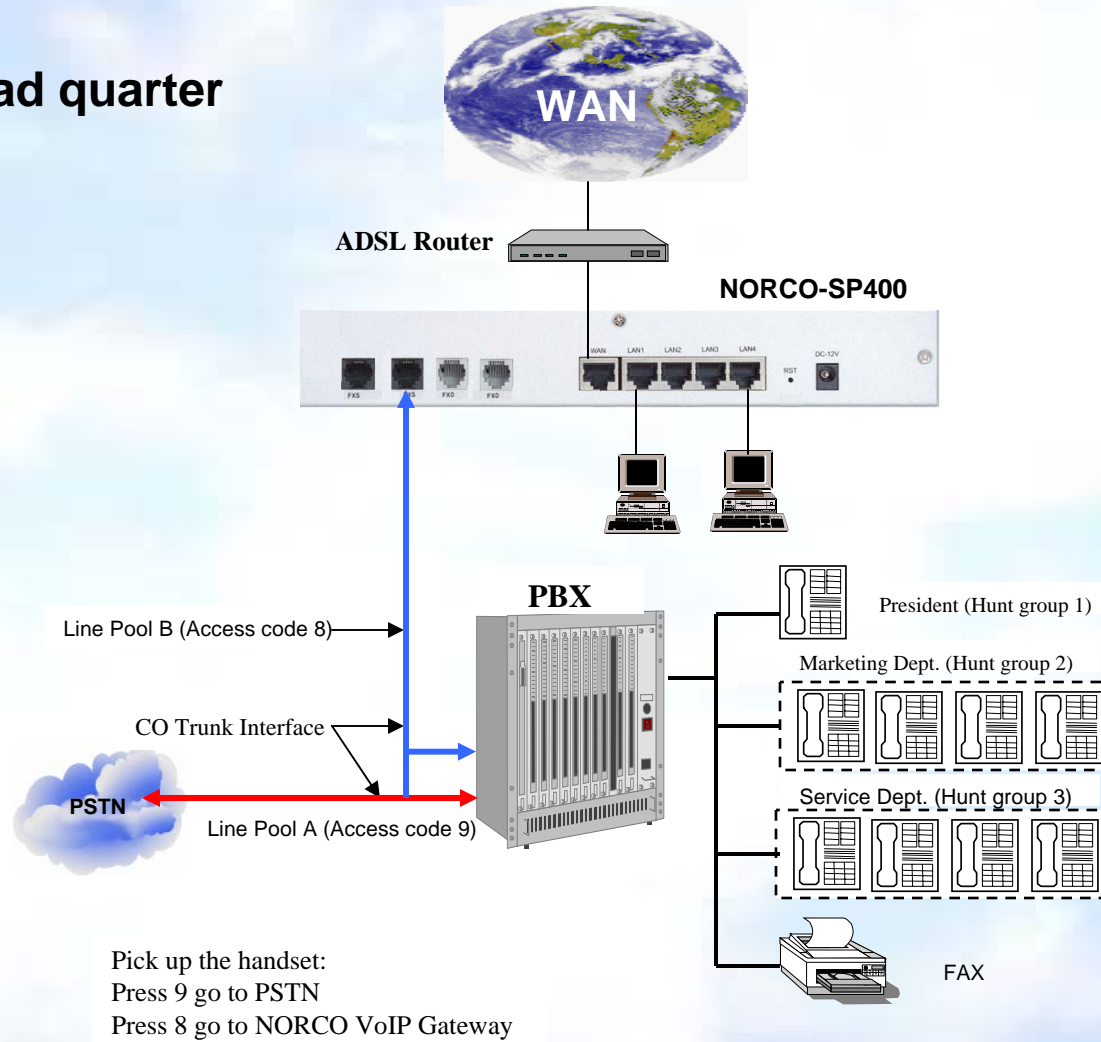 ad quarter
WAN
ADSL Router
NORCO-SP400
WAN LAN1 LAN2 LAN3 LAN4 DC-12V
RST
FXS FXS FXO FXO
PBX
President (Hunt group 1)
Line Pool B (Access code 8)
Marketing Dept. (Hunt group 2)
CO Trunk Interface
PSTN
Service Dept. (Hunt group 3)
Line Pool A (Access code 9)
FAX
Pick up the handset:
Press 9 go to PSTN
Press 8 go to NORCO VoIP Gateway